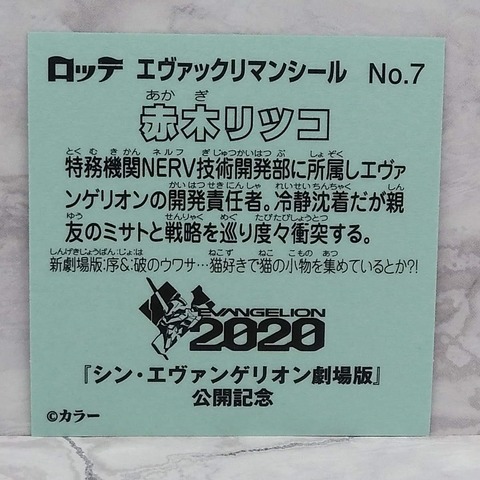 ロッテ エヴァックリマンシール No.7
あか ぎ
赤木リツコ
とくむきかん ネルフ ぎじゅつかいはつ ぶ しょぞく
特務機関NERV技術開発部に所属しエヴァ
かいはつせきにんしゃ れいせいちんちゃく しん
ンゲリオンの開発責任者。冷静沈着だが親
ゆう せんりゃく めぐ たびたびしょうとつ
友のミサトと戦略を巡り度々衝突する。
しんげきじょうばん:じょ:は ねこず ねこ こもの あつ
新劇場版:序&:破のウワサ…猫好きで猫の小物を集めているとか?!
EVANGELION
2020
『シン・エヴァンゲリオン劇場版』
公開記念
©カラー